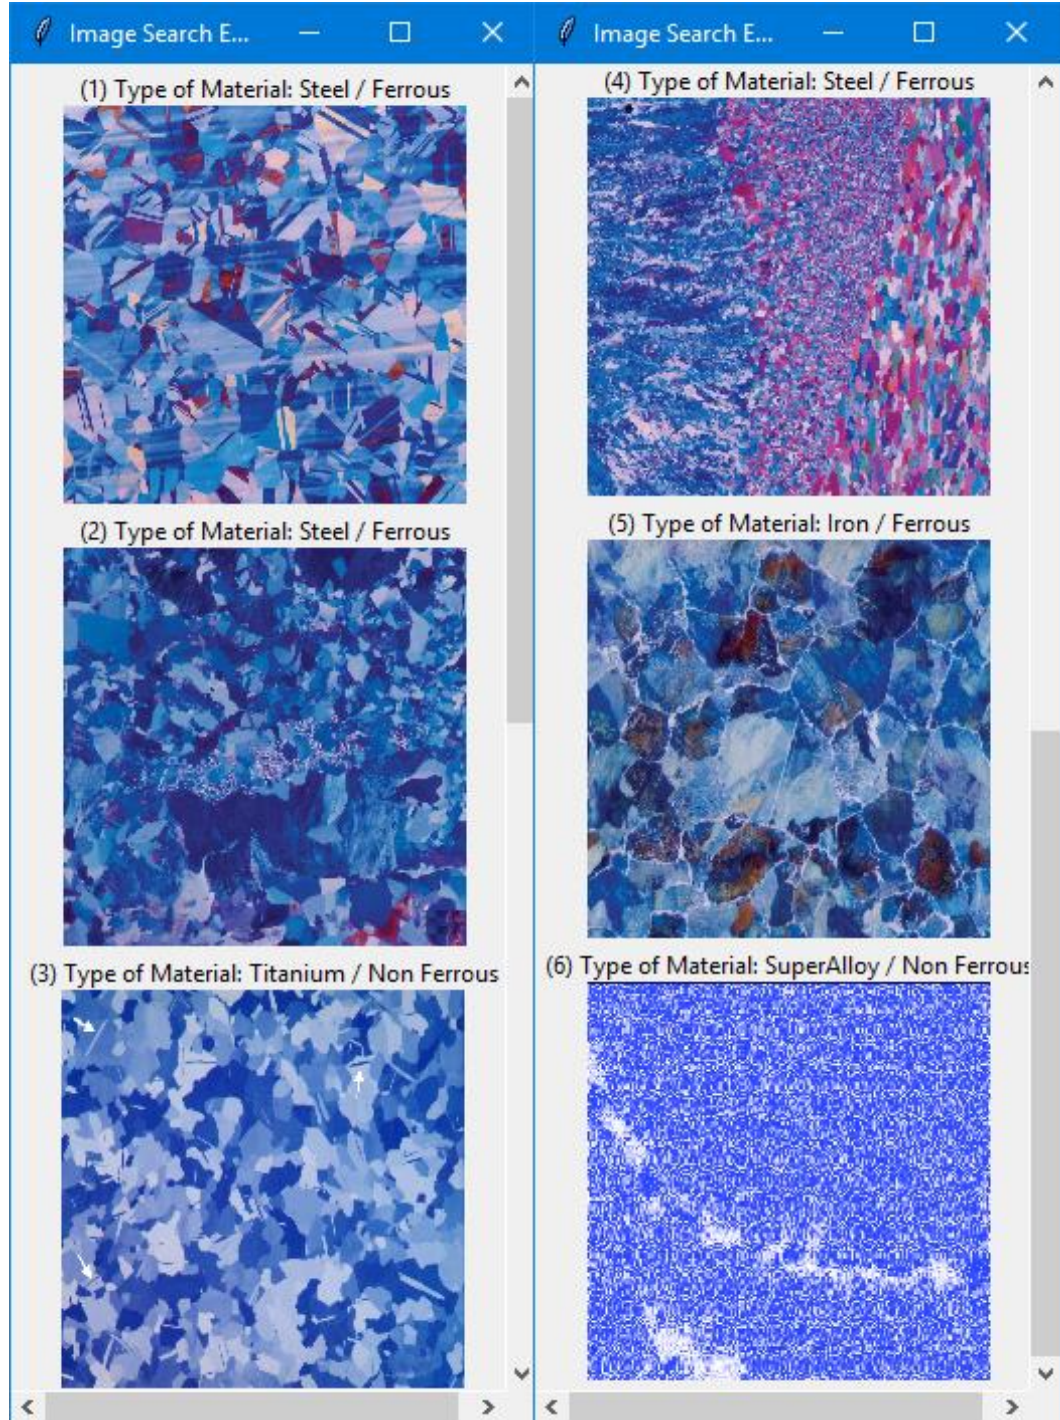 Image Search E...
(1) Type of Material: Steel / Ferrous
(2) Type of Material: Steel / Ferrous
(3) Type of Material: Titanium / Non Ferrous
Image Search E...
(4) Type of Material: Steel / Ferrous
(5) Type of Material: Iron / Ferrous
(6) Type of Material: SuperAlloy / Non Ferrous